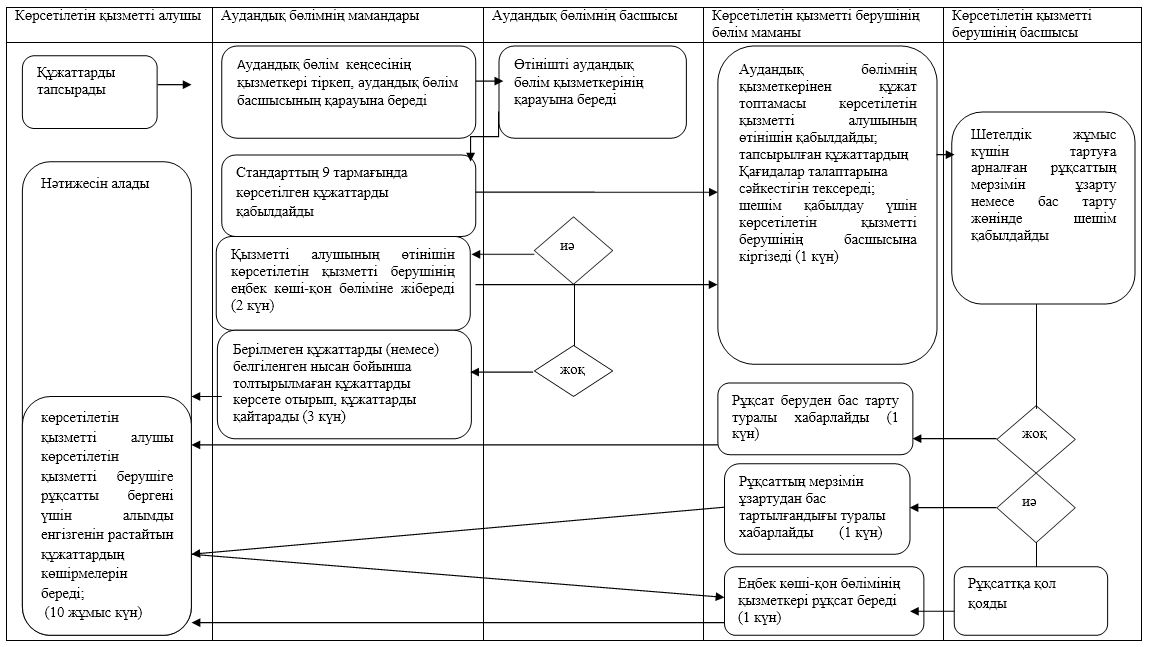 Көрсетілетін қызметті алушы
Аудандық бөлімнің мамандары
Аудандық бөлімнің басшысы
Көрсетілетін қызметті берушінің
бөлім маманы
Көрсетілетін қызметті
берушінің басшысы
Құжаттарды
тапсырады
Аудандық бөлім кеңсесінің
қызметкері тіркеп, аудандық бөлім
басшысының қарауына береді
Өтінішті аудандық
бөлім қызметкерінің
қарауына береді
Аудандық бөлімнің
қызметкерінен құжат
топтамасы көрсетілетін
қызметті алушының
өтінішін қабылдайды;
тапсырылған құжаттардың
Қағидалар талаптарына
сәйкестігін тексереді;
шешім қабылдау үшін
көрсетілетін қызметті
берушінің басшысына
кіргізеді (1 күн)
Шетелдік жұмыс
күшін тартуға
арналған рұқсаттың
мерзімін ұзарту
немесе бас тарту
жөнінде шешім
қабылдайды
Нәтижесін алады
Стандарттың 9 тармағында
көрсетілген құжаттарды
қабылдайды
иә
Қызметті алушының өтінішін
көрсетілетін қызметті берушінің
еңбек көші-қон бөліміне жібереді
(2 күн)
Берілмеген құжаттарды (немесе)
белгіленген нысан бойынша
толтырылмаған құжаттарды
көрсете отырып, құжаттарды
қайтарады (3 күн)
жоқ
көрсетілетін
қызметті алушы
көрсетілетін
қызметті берушіге
рұқсатты бергені
үшін алымды
енгізгенін растайтын
құжаттардың
көшірмелерін
береді;
(10 жұмыс күн)
Рұқсат беруден бас тарту
туралы хабарлайды (1
күн)
жоқ
Рұқсаттың мерзімін
ұзартудан бас
тартылғандығы туралы
хабарлайды (1 күн)
иә
Еңбек көші-қон бөлімінің
қызметкері рұқсат береді
(1 күн)
Рұқсаттқа қол
қояды